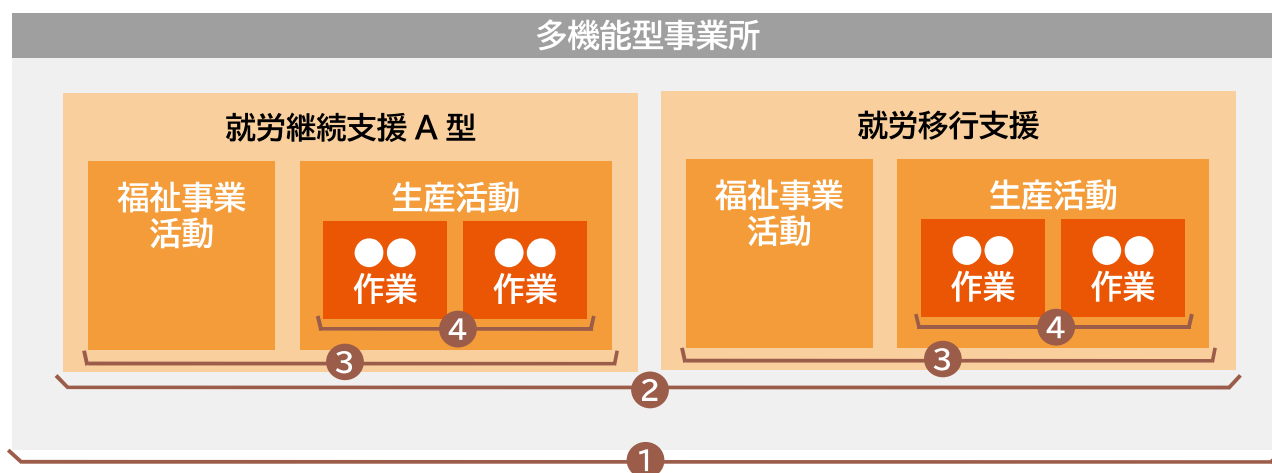 多機能型事業所
就労継続支援A型
福祉事業
活動
生産活動
●●
作業
●●
作業
4
3
就労移行支援
福祉事業
活動
生産活動
●●
作業
●●
作業
4
3
2
1